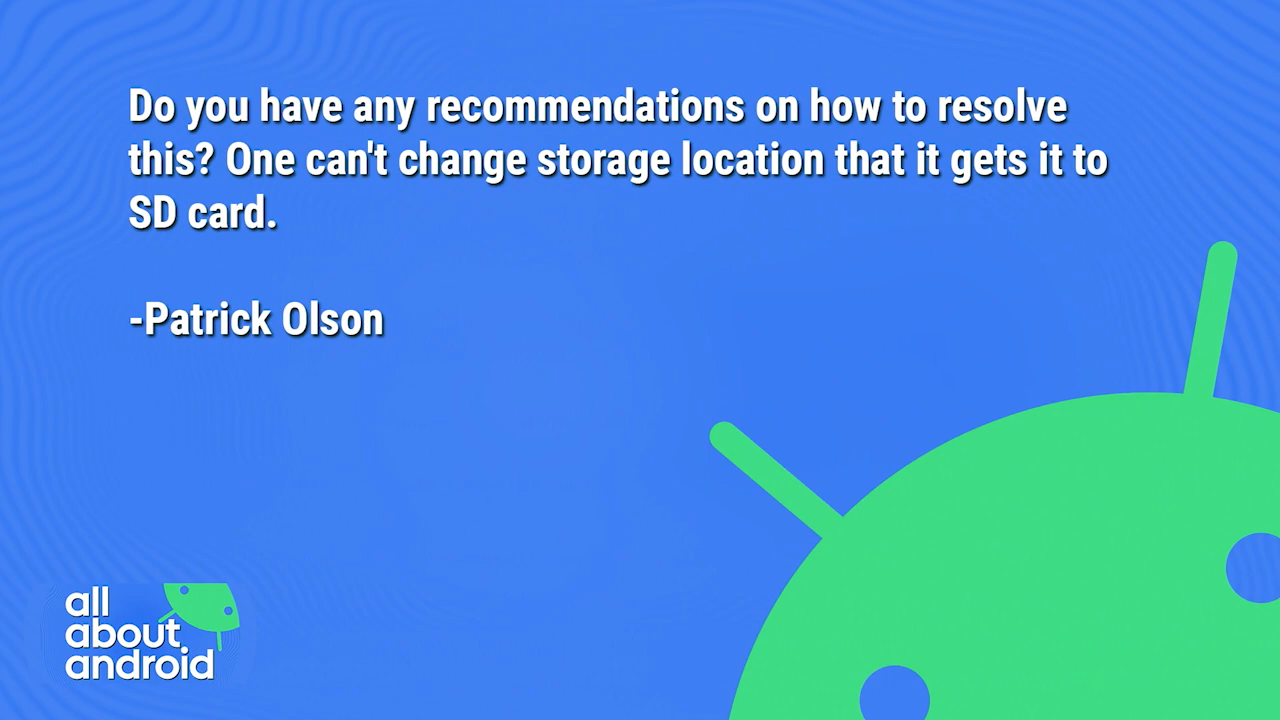 Do you have any recommendations on how to resolve
this? One can't change storage location that it gets it to
SD card.
-Patrick Olson
all
about
android